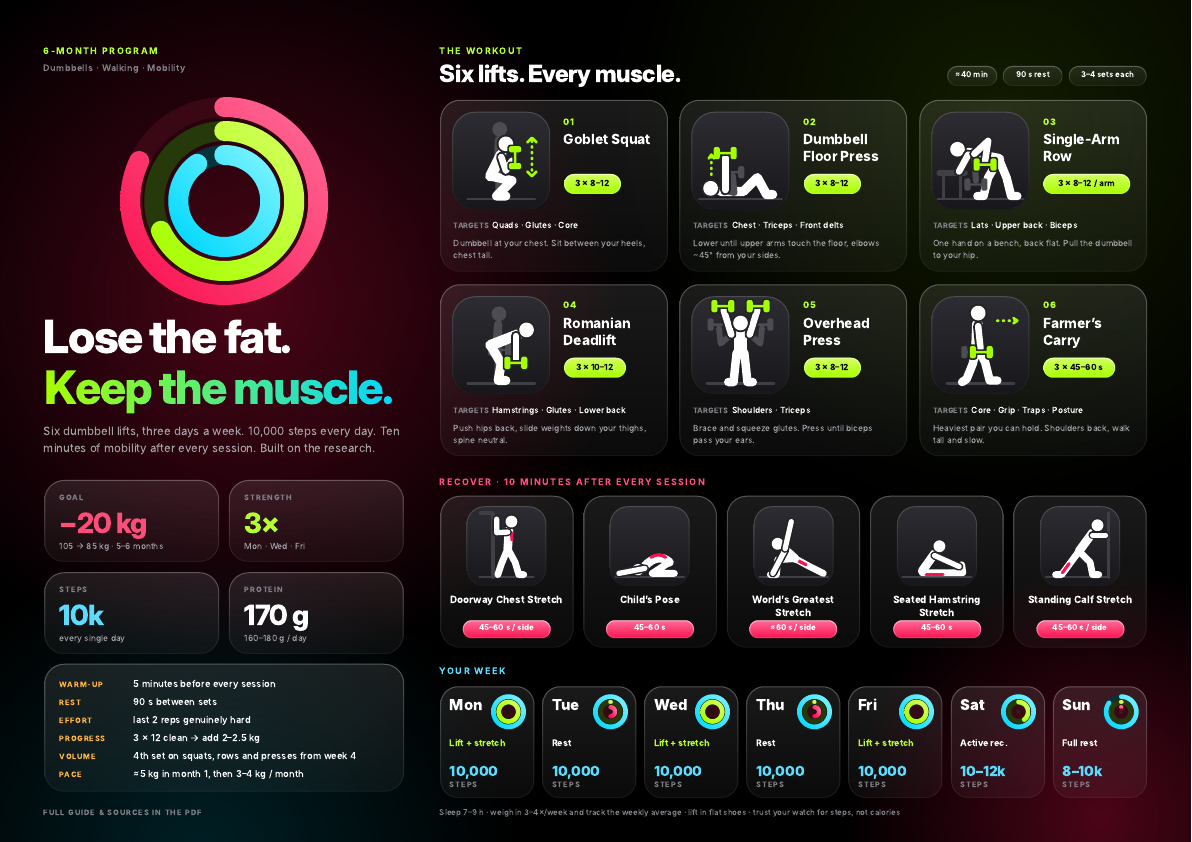 6-MONTH PROGRAM
Dumbbells · Walking · Mobility
Lose the fat.
Keep the muscle.
Six dumbbell lifts, three days a week. 10,000 steps every day. Ten
minutes of mobility after every session. Built on the research.
GOAL
−20 kg
105 → 85 kg · 5–6 months
STRENGTH
3×
Mon · Wed · Fri
STEPS
10k
every single day
PROTEIN
170 g
160–180 g / day
WARM-UP 5 minutes before every session
REST 90 s between sets
EFFORT last 2 reps genuinely hard
PROGRESS 3 × 12 clean → add 2–2.5 kg
VOLUME 4th set on squats, rows and presses from week 4
PACE ≈5 kg in month 1, then 3–4 kg / month
FULL GUIDE & SOURCES IN THE PDF
THE WORKOUT
Six lifts. Every muscle.
≈40 min
90 s rest
3–4 sets each
01
Goblet Squat
3 × 8–12
TARGETS Quads · Glutes · Core
Dumbbell at your chest. Sit between your heels,
chest tall.
02
Dumbbell
Floor Press
3 × 8–12
TARGETS Chest · Triceps · Front delts
Lower until upper arms touch the floor, elbows
~45° from your sides.
03
Single-Arm
Row
3 × 8–12 / arm
TARGETS Lats · Upper back · Biceps
One hand on a bench, back flat. Pull the dumbbell
to your hip.
04
Romanian
Deadlift
3 × 10–12
TARGETS Hamstrings · Glutes · Lower back
Push hips back, slide weights down your thighs,
spine neutral.
05
Overhead
Press
3 × 8–12
TARGETS Shoulders · Triceps
Brace and squeeze glutes. Press until biceps
pass your ears.
06
Farmer's
Carry
3 × 45–60 s
TARGETS Core · Grip · Traps · Posture
Heaviest pair you can hold. Shoulders back, walk
tall and slow.
RECOVER · 10 MINUTES AFTER EVERY SESSION
Doorway Chest Stretch
45–60 s / side
Child's Pose
45–60 s
World's Greatest
Stretch
≈60 s / side
Seated Hamstring
Stretch
45–60 s
Standing Calf Stretch
45–60 s / side
YOUR WEEK
Mon
Lift + stretch
10,000
STEPS
Tue
Rest
10,000
STEPS
Wed
Lift + stretch
10,000
STEPS
Thu
Rest
10,000
STEPS
Fri
Lift + stretch
10,000
STEPS
Sat
Active rec.
10–12k
STEPS
Sun
Full rest
8–10k
STEPS
Sleep 7–9 h · weigh in 3–4×/week and track the weekly average · lift in flat shoes · trust your watch for steps, not calories